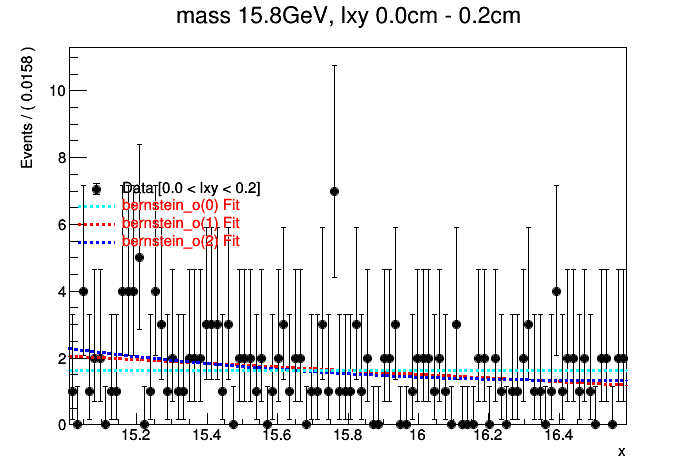 mass 15.8GeV, lxy 0.0cm - 0.2cm
Events / ( 0.0158 )
10
8
6
4
2
0
Data [0.0 < lxy < 0.2]
bernstein_o(0) Fit
bernstein_o(1) Fit
bernstein_o(2) Fit
15.2 15.4 15.6 15.8 16 16.2 16.4
x